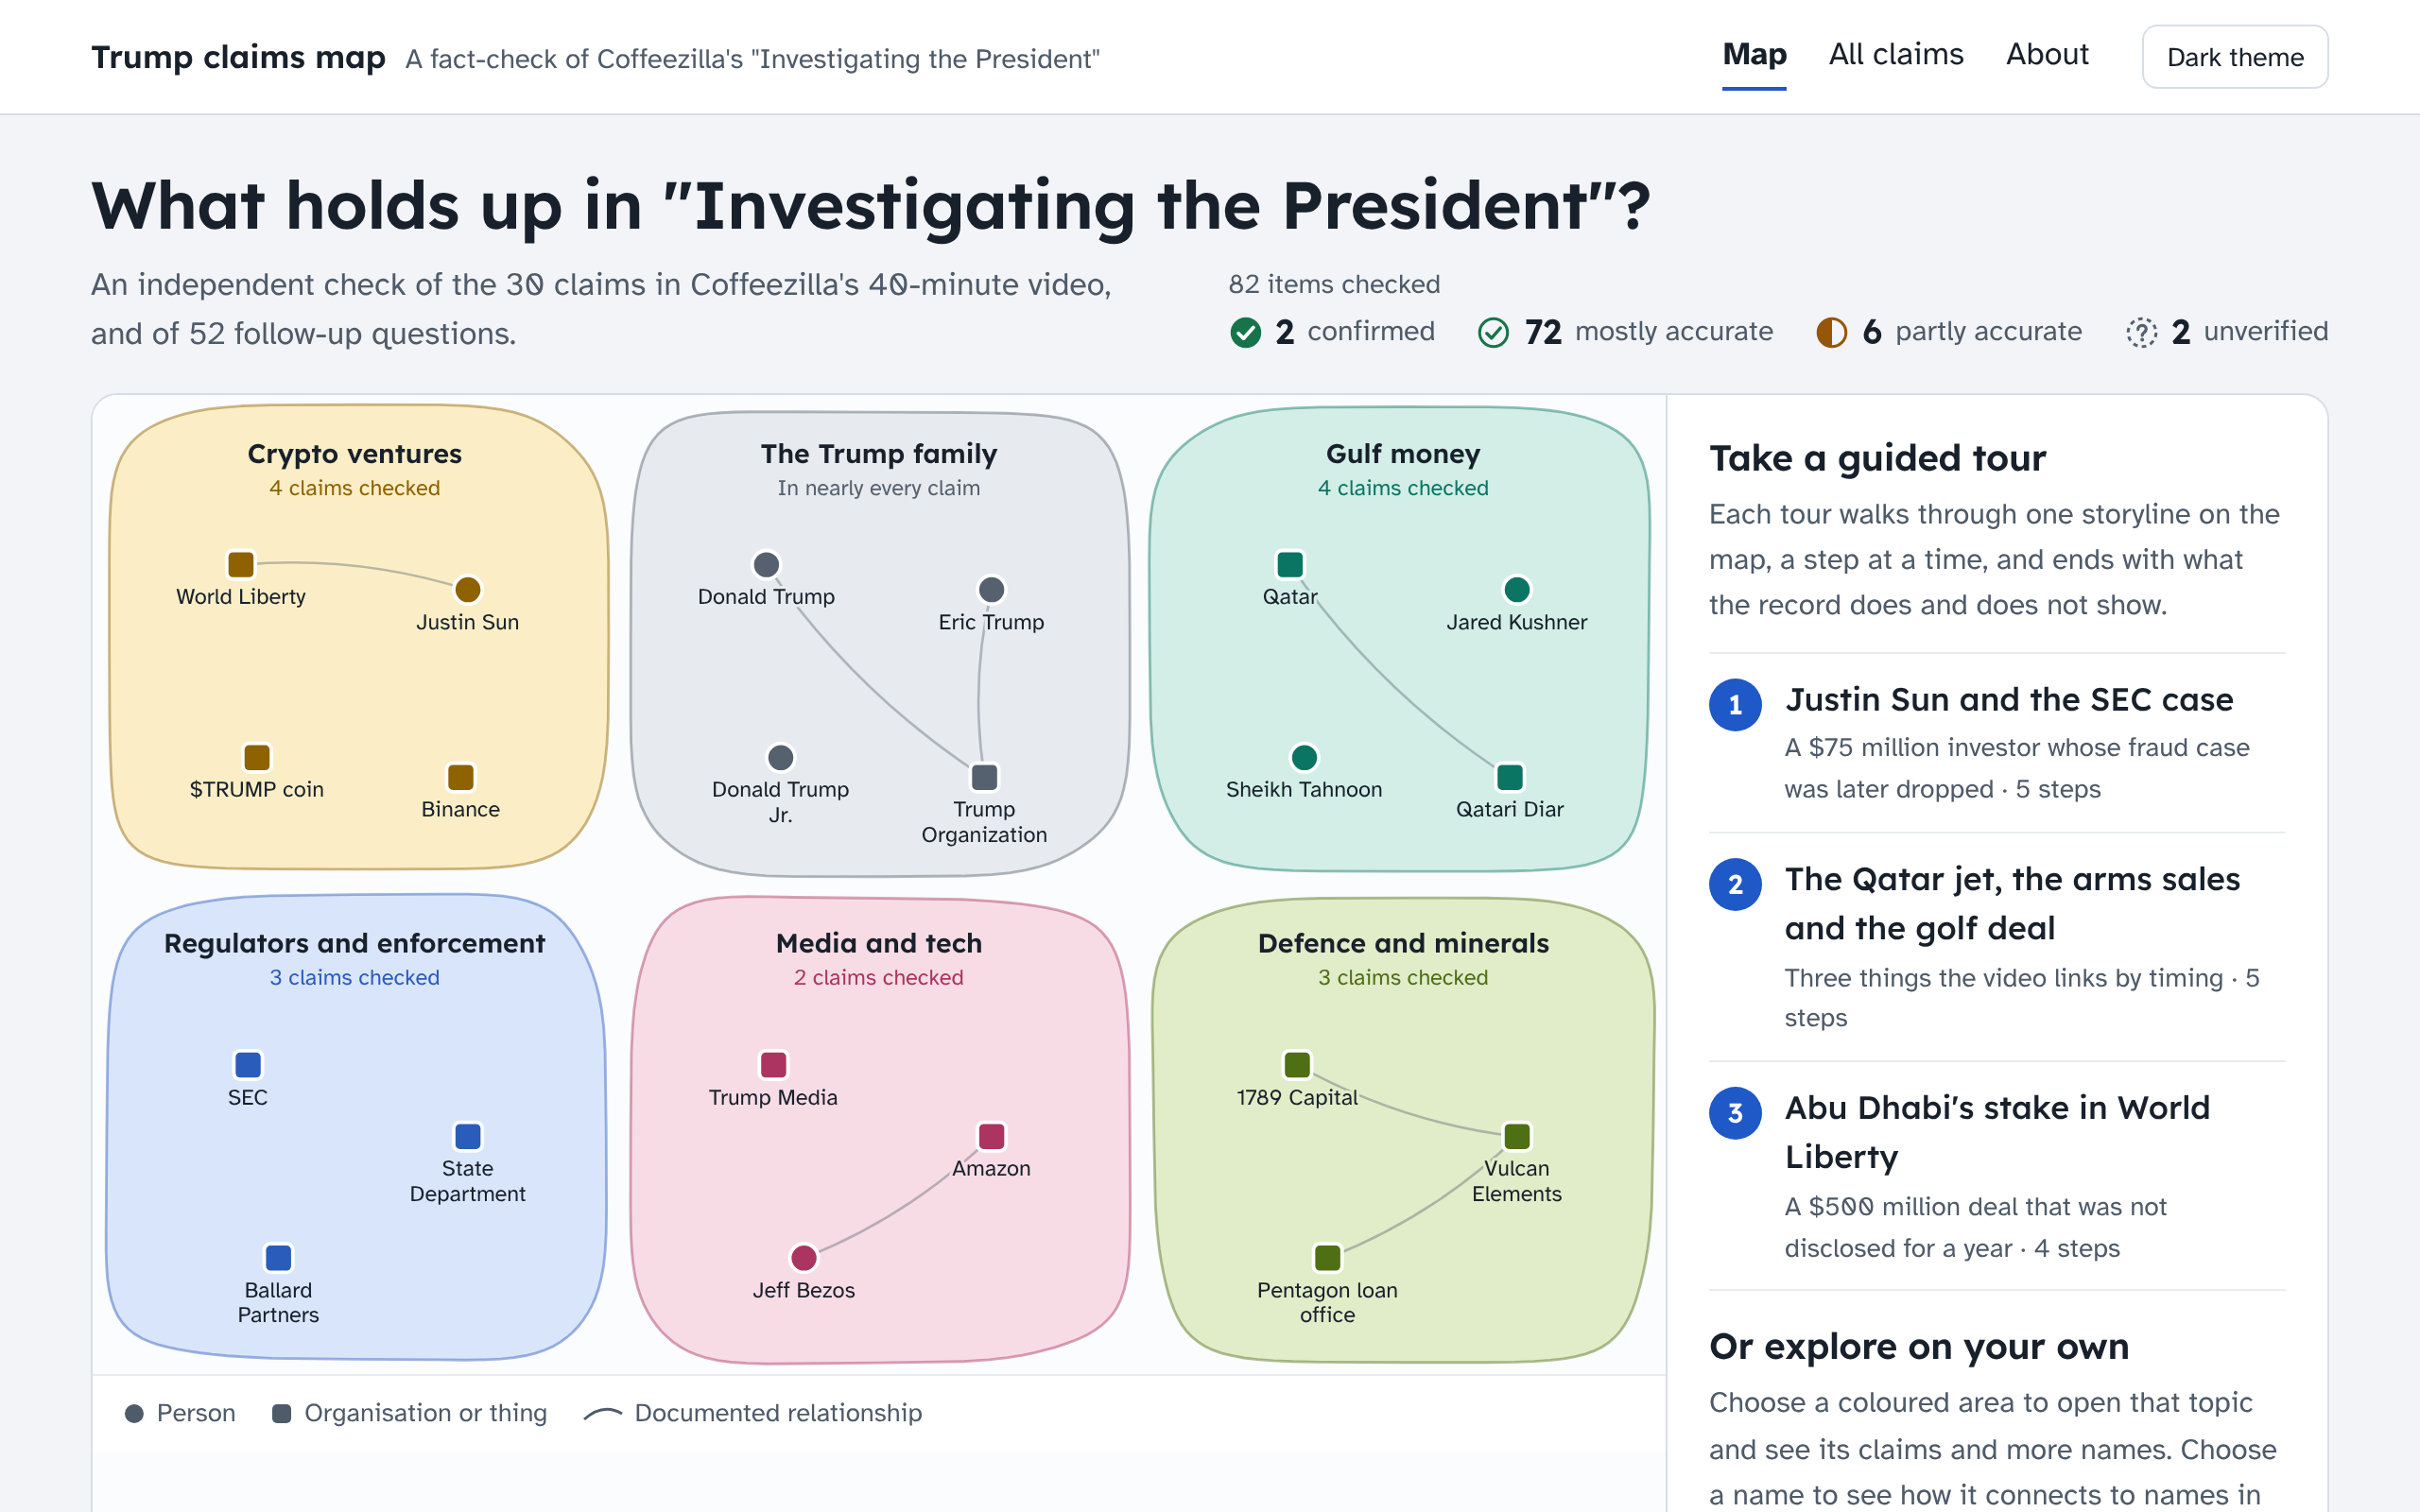 Trump claims map A fact-check of Coffeezilla's "Investigating the President"
Map All claims About Dark theme
What holds up in "Investigating the President"?
An independent check of the 30 claims in Coffeezilla's 40-minute video,
and of 52 follow-up questions.
82 items checked
2 confirmed 72 mostly accurate 6 partly accurate 2 unverified
Crypto ventures
4 claims checked
World Liberty
Justin Sun
$TRUMP coin
Binance
The Trump family
In nearly every claim
Donald Trump
Eric Trump
Donald Trump
Jr.
Trump
Organization
Gulf money
4 claims checked
Qatar
Jared Kushner
Sheikh Tahnoon
Qatari Diar
Regulators and enforcement
3 claims checked
SEC
State
Department
Ballard
Partners
Media and tech
2 claims checked
Trump Media
Amazon
Jeff Bezos
Defence and minerals
3 claims checked
1789 Capital
Vulcan
Elements
Pentagon loan
office
Person Organisation or thing Documented relationship
Take a guided tour
Each tour walks through one storyline on the
map, a step at a time, and ends with what
the record does and does not show.
1 Justin Sun and the SEC case
A $75 million investor whose fraud case
was later dropped · 5 steps
2 The Qatar jet, the arms sales
and the golf deal
Three things the video links by timing · 5
steps
3 Abu Dhabi's stake in World
Liberty
A $500 million deal that was not
disclosed for a year · 4 steps
Or explore on your own
Choose a coloured area to open that topic
and see its claims and more names. Choose
a name to see how it connects to names in